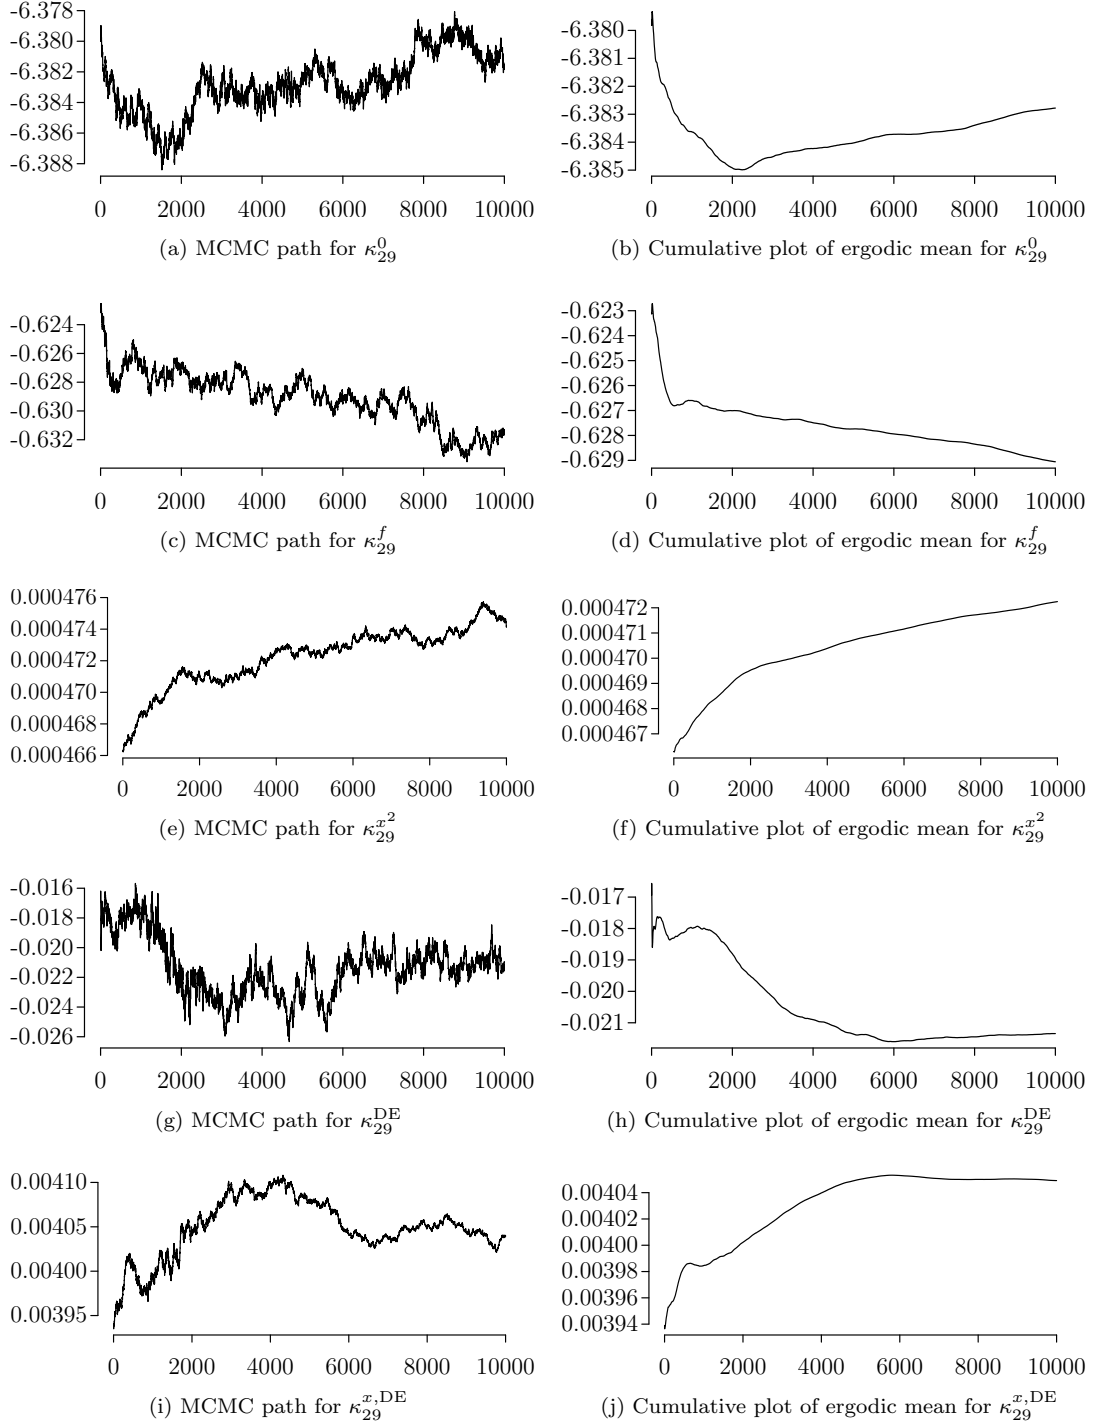 -6.378
-6.380
-6.382
-6.384
-6.386
-6.388
0 2000 4000 6000 8000 10000
(a) MCMC path for κ⁰₂₉
-6.380
-6.381
-6.382
-6.383
-6.384
-6.385
0 2000 4000 6000 8000 10000
(b) Cumulative plot of ergodic mean for κ⁰₂₉
-0.624
-0.626
-0.628
-0.630
-0.632
0 2000 4000 6000 8000 10000
(c) MCMC path for κ^f_29
-0.623
-0.624
-0.625
-0.626
-0.627
-0.628
-0.629
0 2000 4000 6000 8000 10000
(d) Cumulative plot of ergodic mean for κ^f_29
0.000476
0.000474
0.000472
0.000470
0.000468
0.000466
0 2000 4000 6000 8000 10000
(e) MCMC path for κ^{x²}_29
0.000472
0.000471
0.000470
0.000469
0.000468
0.000467
0 2000 4000 6000 8000 10000
(f) Cumulative plot of ergodic mean for κ^{x²}_29
-0.016
-0.018
-0.020
-0.022
-0.024
-0.026
0 2000 4000 6000 8000 10000
(g) MCMC path for κ^{DE}_29
-0.017
-0.018
-0.019
-0.020
-0.021
0 2000 4000 6000 8000 10000
(h) Cumulative plot of ergodic mean for κ^{DE}_29
0.00410
0.00405
0.00400
0.00395
0 2000 4000 6000 8000 10000
(i) MCMC path for κ^{x,DE}_29
0.00404
0.00402
0.00400
0.00398
0.00396
0.00394
0 2000 4000 6000 8000 10000
(j) Cumulative plot of ergodic mean for κ^{x,DE}_29